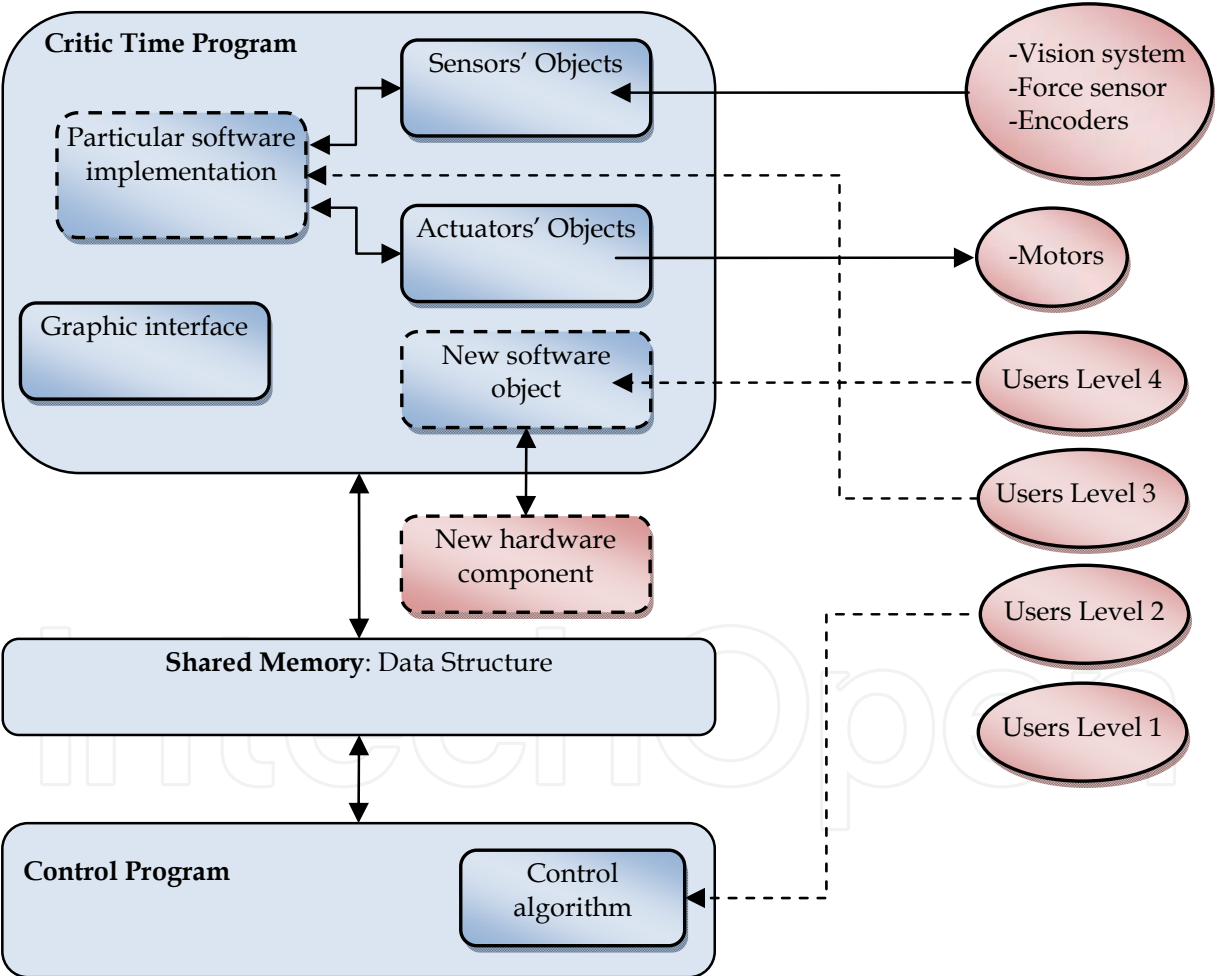 Critic Time Program
Sensors’ Objects
-Vision system
-Force sensor
-Encoders
Particular software
implementation
Actuators’ Objects
-Motors
Graphic interface
New software
object
Users Level 4
Users Level 3
New hardware
component
Users Level 2
Shared Memory: Data Structure
Users Level 1
IntechOpen
Control Program
Control
algorithm